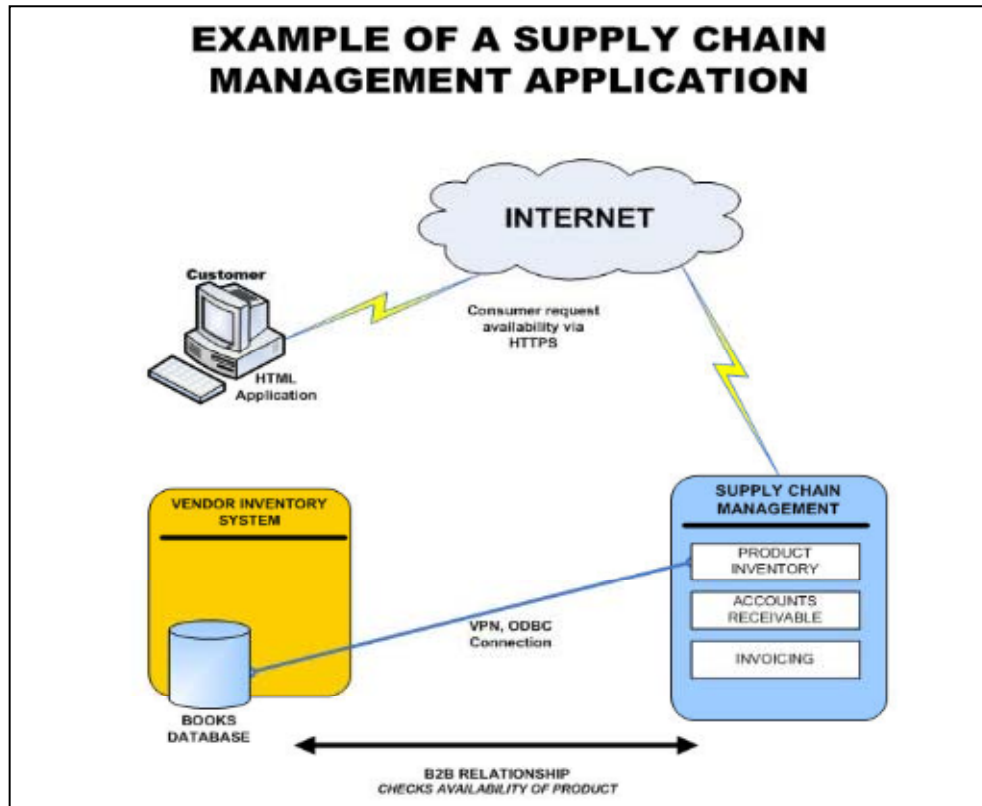 EXAMPLE OF A SUPPLY CHAIN
MANAGEMENT APPLICATION
INTERNET
Customer
Consumer request
availability via
HTTPS
HTML
Application
VENDOR INVENTORY
SYSTEM
SUPPLY CHAIN
MANAGEMENT
PRODUCT
INVENTORY
ACCOUNTS
RECEIVABLE
INVOICING
VPN, ODBC
Connection
BOOKS
DATABASE
B2B RELATIONSHIP
CHECKS AVAILABILITY OF PRODUCT